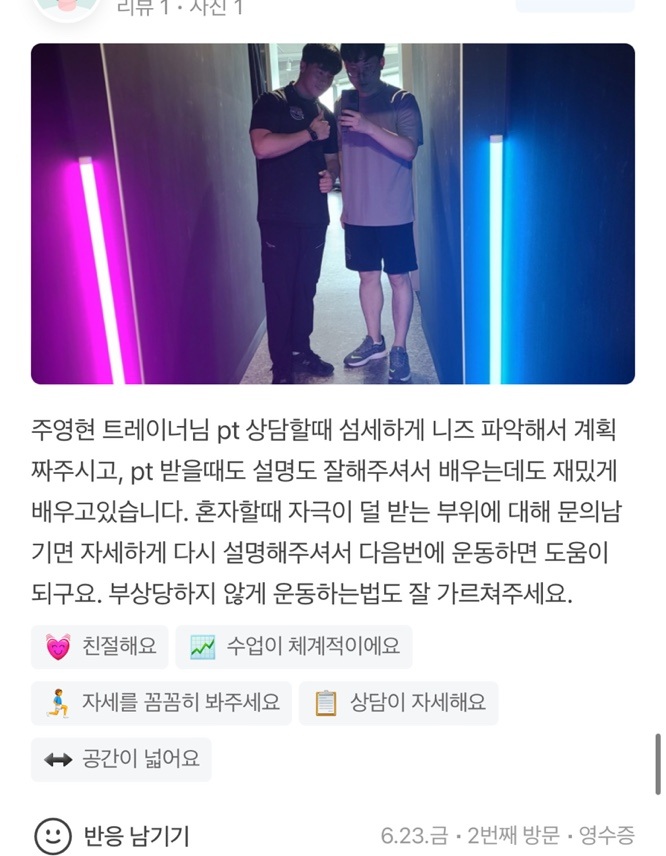 리뷰 1 · 사진 1
주영현 트레이너님 pt 상담할때 섬세하게 니즈 파악해서 계획
짜주시고, pt 받을때도 설명도 잘해주셔서 배우는데도 재밌게
배우고있습니다. 혼자할때 자극이 덜 받는 부위에 대해 문의남
기면 자세하게 다시 설명해주셔서 다음번에 운동하면 도움이
되구요. 부상당하지 않게 운동하는법도 잘 가르쳐주세요.
친절해요 수업이 체계적이에요
자세를 꼼꼼히 봐주세요 상담이 자세해요
공간이 넓어요
반응 남기기 6.23.금 · 2번째 방문 · 영수증